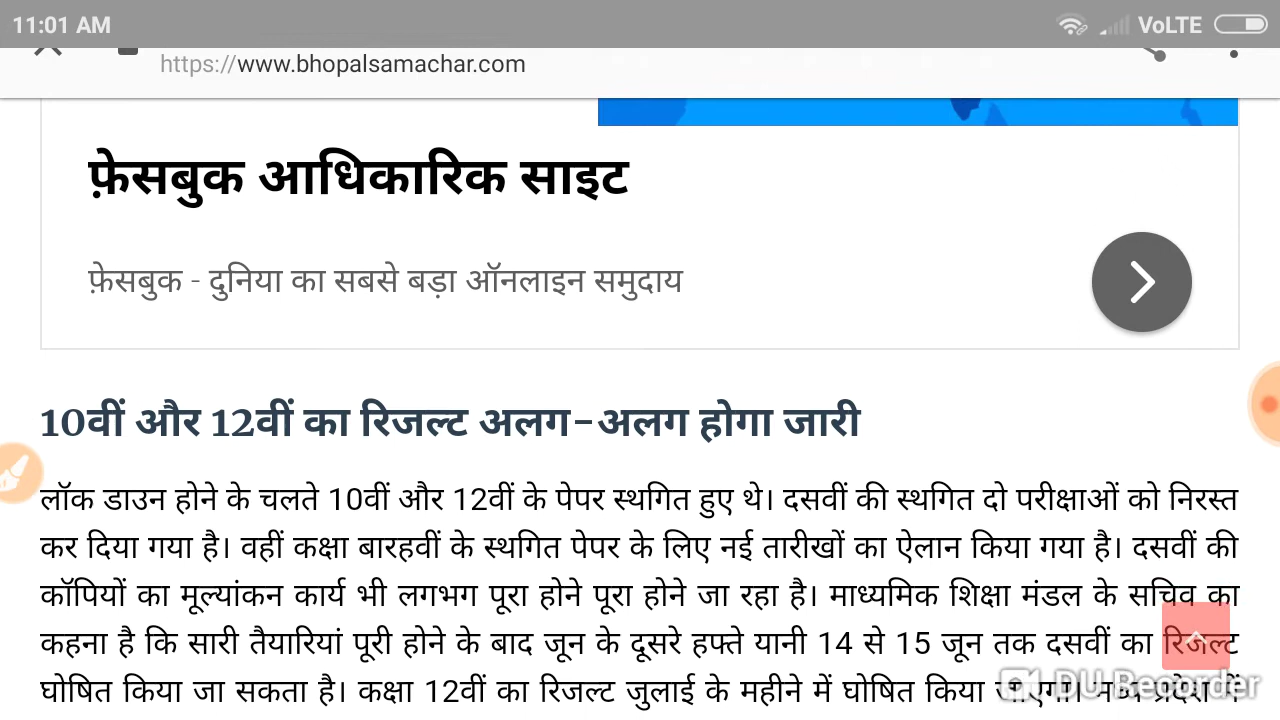 11:01 AM VoLTE
https://www.bhopalsamachar.com
फ़ेसबुक आधिकारिक साइट
फ़ेसबुक - दुनिया का सबसे बड़ा ऑनलाइन समुदाय
10वीं और 12वीं का रिजल्ट अलग-अलग होगा जारी
लॉक डाउन होने के चलते 10वीं और 12वीं के पेपर स्थगित हुए थे। दसवीं की स्थगित दो परीक्षाओं को निरस्त
कर दिया गया है। वहीं कक्षा बारहवीं के स्थगित पेपर के लिए नई तारीखों का ऐलान किया गया है। दसवीं की
कॉपियों का मूल्यांकन कार्य भी लगभग पूरा होने पूरा होने जा रहा है। माध्यमिक शिक्षा मंडल के सचिव का
कहना है कि सारी तैयारियां पूरी होने के बाद जून के दूसरे हफ्ते यानी 14 से 15 जून तक दसवीं का रिजल्ट
घोषित किया जा सकता है। कक्षा 12वीं का रिजल्ट जुलाई के महीने में घोषित किया जाएगा। मध्य प्रदेश में
DU Recorder